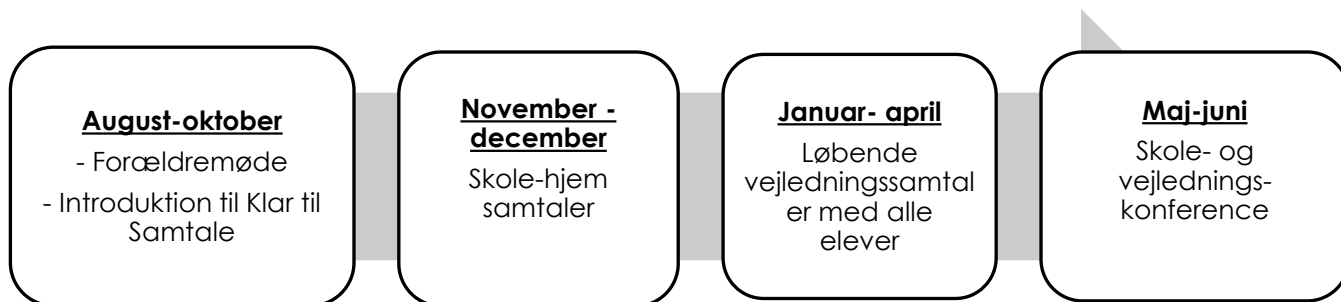 August-oktober
- Forældremøde
- Introduktion til Klar til
Samtale
November -
december
Skole-hjem
samtaler
Januar- april
Løbende
vejledningssamtal
er med alle
elever
Maj-juni
Skole- og
vejlednings-
konference